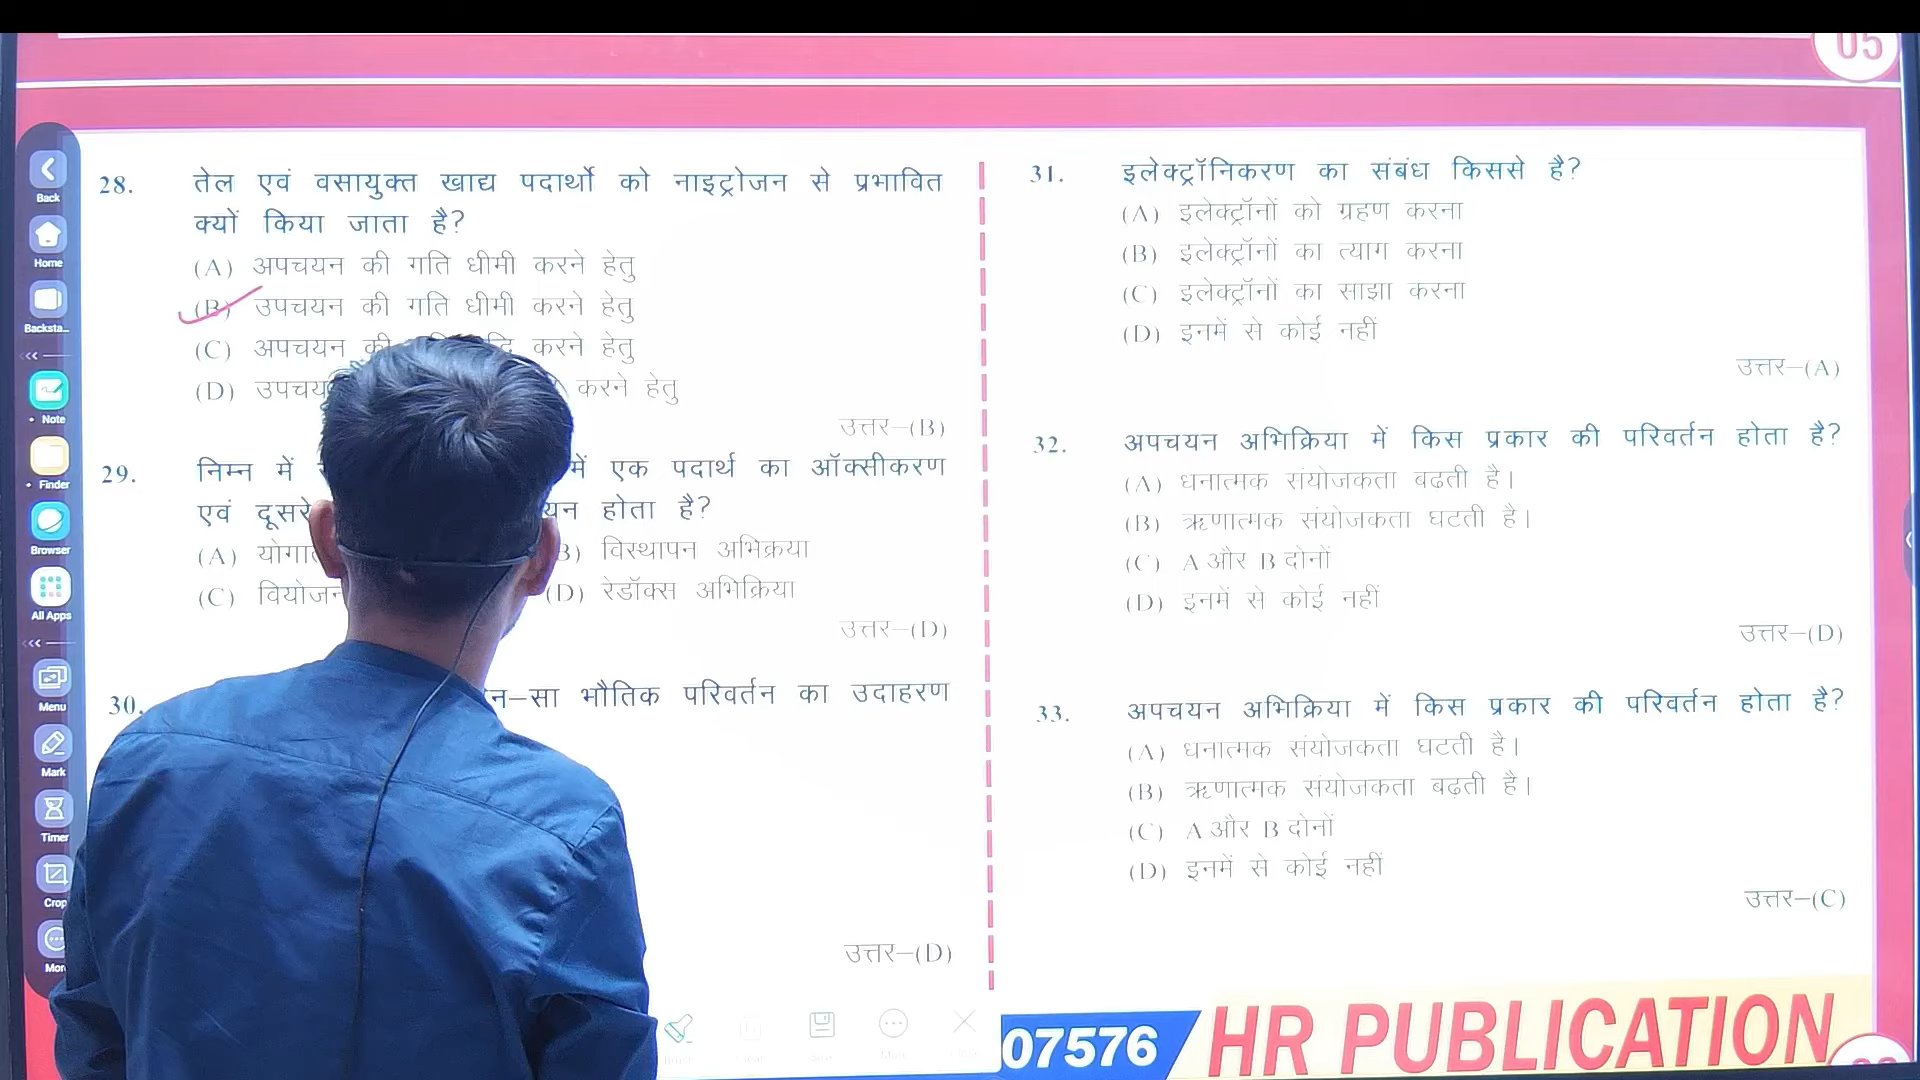 05
Back
Home
Backsta...
Note
Finder
Browser
All Apps
Menu
Mark
Timer
Crop
28. तेल एवं वसायुक्त खाद्य पदार्थो को नाइट्रोजन से प्रभावित
क्यों किया जाता है?
(A) अपचयन की गति धीमी करने हेतु
(B) उपचयन की गति धीमी करने हेतु
(C) अपचयन की करने हेतु
(D) करने हेतु
उत्तर–(B)
29. निम्न में में एक पदार्थ का ऑक्सीकरण
एवं दूसरे होता है?
(A) (B) विस्थापन अभिक्रया
(C) (D) रेडॉक्स अभिक्रिया
उत्तर–(D)
30. भौतिक परिवर्तन का उदाहरण
उत्तर–(D)
31. इलेक्ट्रॉनिकरण का संबंध किससे है?
(A) इलेक्ट्रॉनों को ग्रहण करना
(B) इलेक्ट्रॉनों का त्याग करना
(C) इलेक्ट्रॉनों का साझा करना
(D) इनमें से कोई नहीं
उत्तर–(A)
32. अपचयन अभिक्रिया में किस प्रकार की परिवर्तन होता है?
(A) धनात्मक संयोजकता बढती है।
(B) ऋणात्मक संयोजकता घटती है।
(C) A और B दोनों
(D) इनमें से कोई नहीं
उत्तर–(D)
33. अपचयन अभिक्रिया में किस प्रकार की परिवर्तन होता है?
(A) धनात्मक संयोजकता घटती है।
(B) ऋणात्मक संयोजकता बढ़ती है।
(C) A और B दोनों
(D) इनमें से कोई नहीं
उत्तर–(C)
07576 HR PUBLICATION